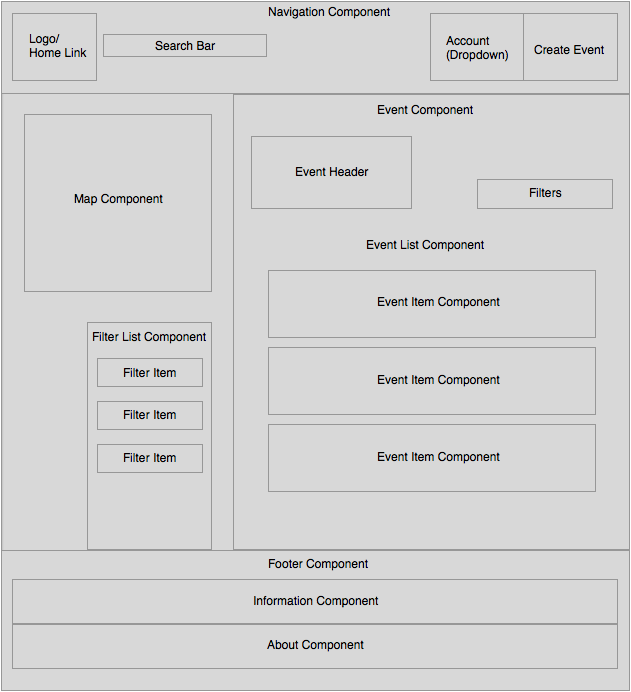 Navigation Component
Logo/
Home Link
Search Bar
Account
(Dropdown)
Create Event
Map Component
Filter List Component
Filter Item
Filter Item
Filter Item
Event Component
Event Header
Filters
Event List Component
Event Item Component
Event Item Component
Event Item Component
Footer Component
Information Component
About Component